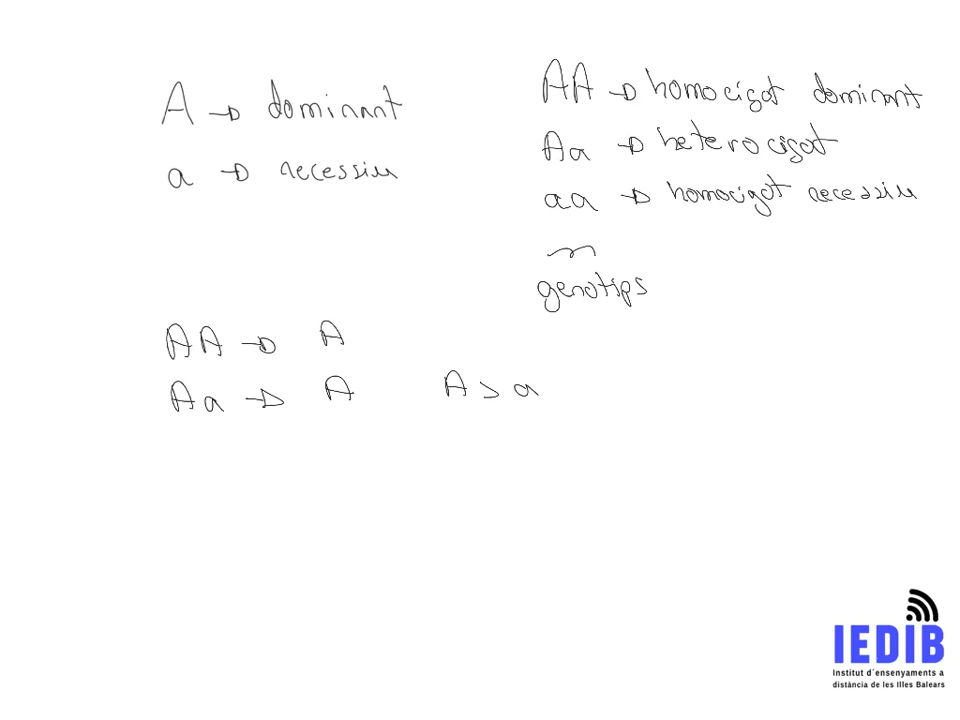 A → dominant
a → recessiu
AA → homocigot dominant
Aa → heterocigot
aa → homocigot recessiu
genotips
AA → A
Aa → A A > a
IEDIB
Institut d´ensenyaments a
distància de les Illes Balears